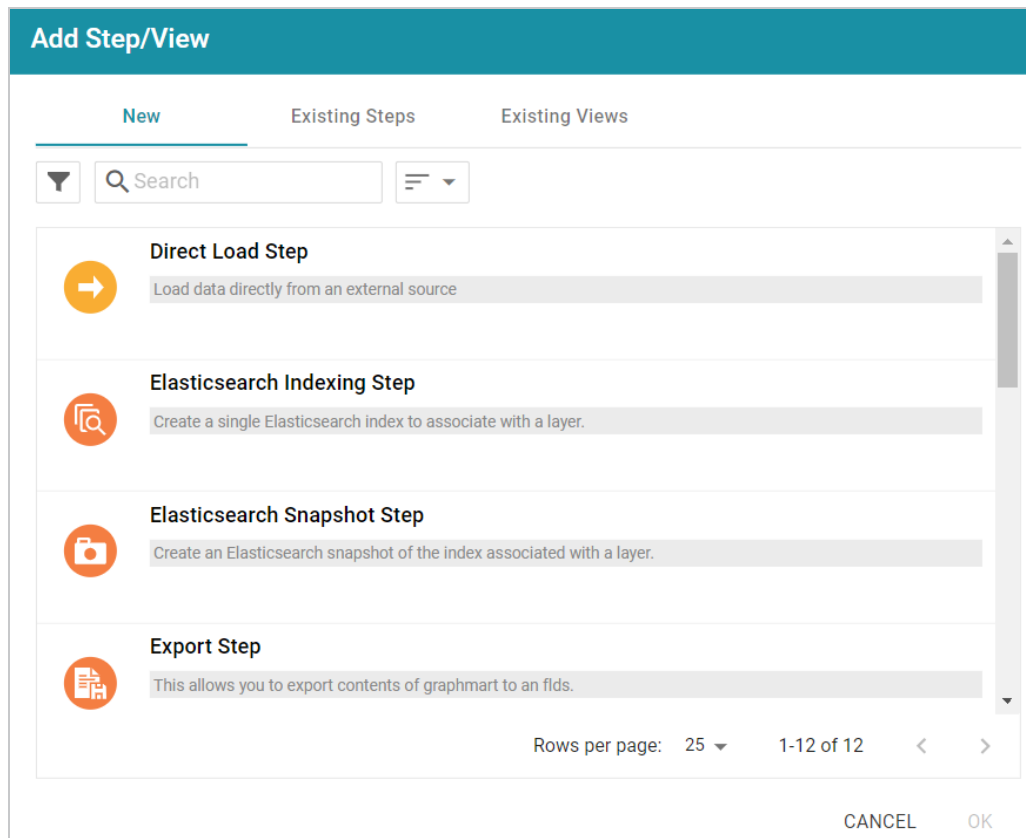 Add Step/View
New Existing Steps Existing Views
Search
Direct Load Step
Load data directly from an external source
Elasticsearch Indexing Step
Create a single Elasticsearch index to associate with a layer.
Elasticsearch Snapshot Step
Create an Elasticsearch snapshot of the index associated with a layer.
Export Step
This allows you to export contents of graphmart to an flds.
Rows per page: 25 1-12 of 12
CANCEL OK